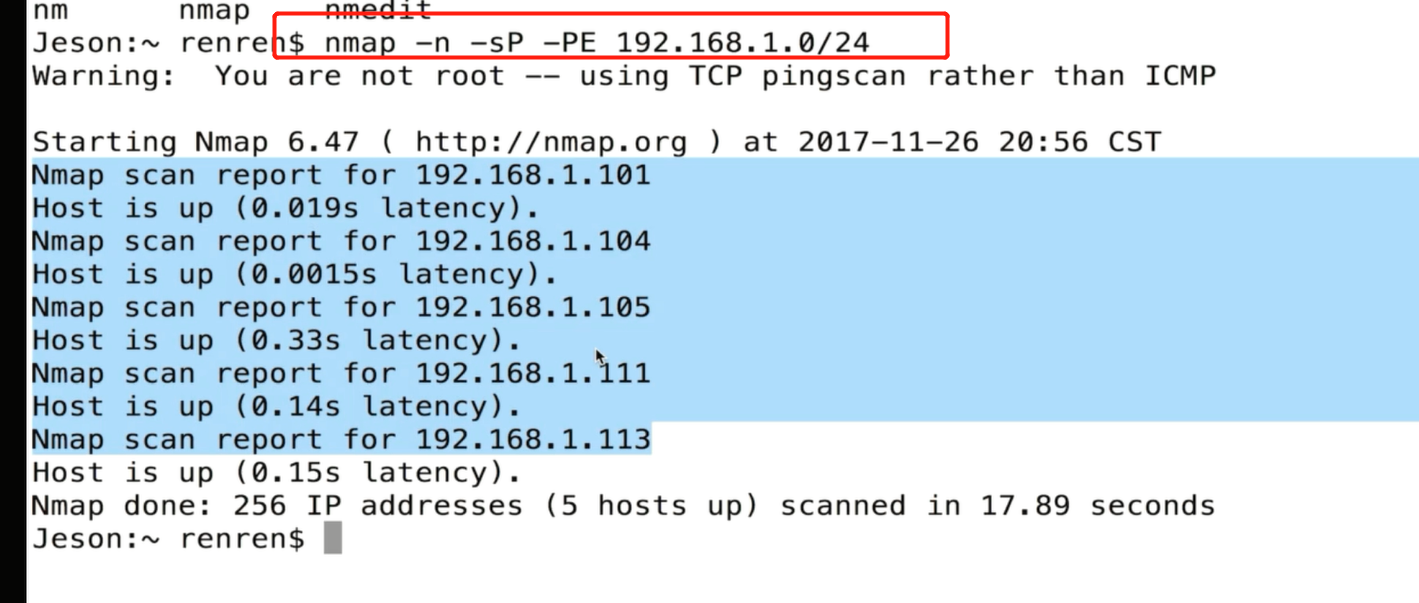 nm      nmap    nmedit
Jeson:~ renren$ nmap -n -sP -PE 192.168.1.0/24
Warning:  You are not root -- using TCP pingscan rather than ICMP
Starting Nmap 6.47 ( http://nmap.org ) at 2017-11-26 20:56 CST
Nmap scan report for 192.168.1.101
Host is up (0.019s latency).
Nmap scan report for 192.168.1.104
Host is up (0.0015s latency).
Nmap scan report for 192.168.1.105
Host is up (0.33s latency).
Nmap scan report for 192.168.1.111
Host is up (0.14s latency).
Nmap scan report for 192.168.1.113
Host is up (0.15s latency).
Nmap done: 256 IP addresses (5 hosts up) scanned in 17.89 seconds
Jeson:~ renren$